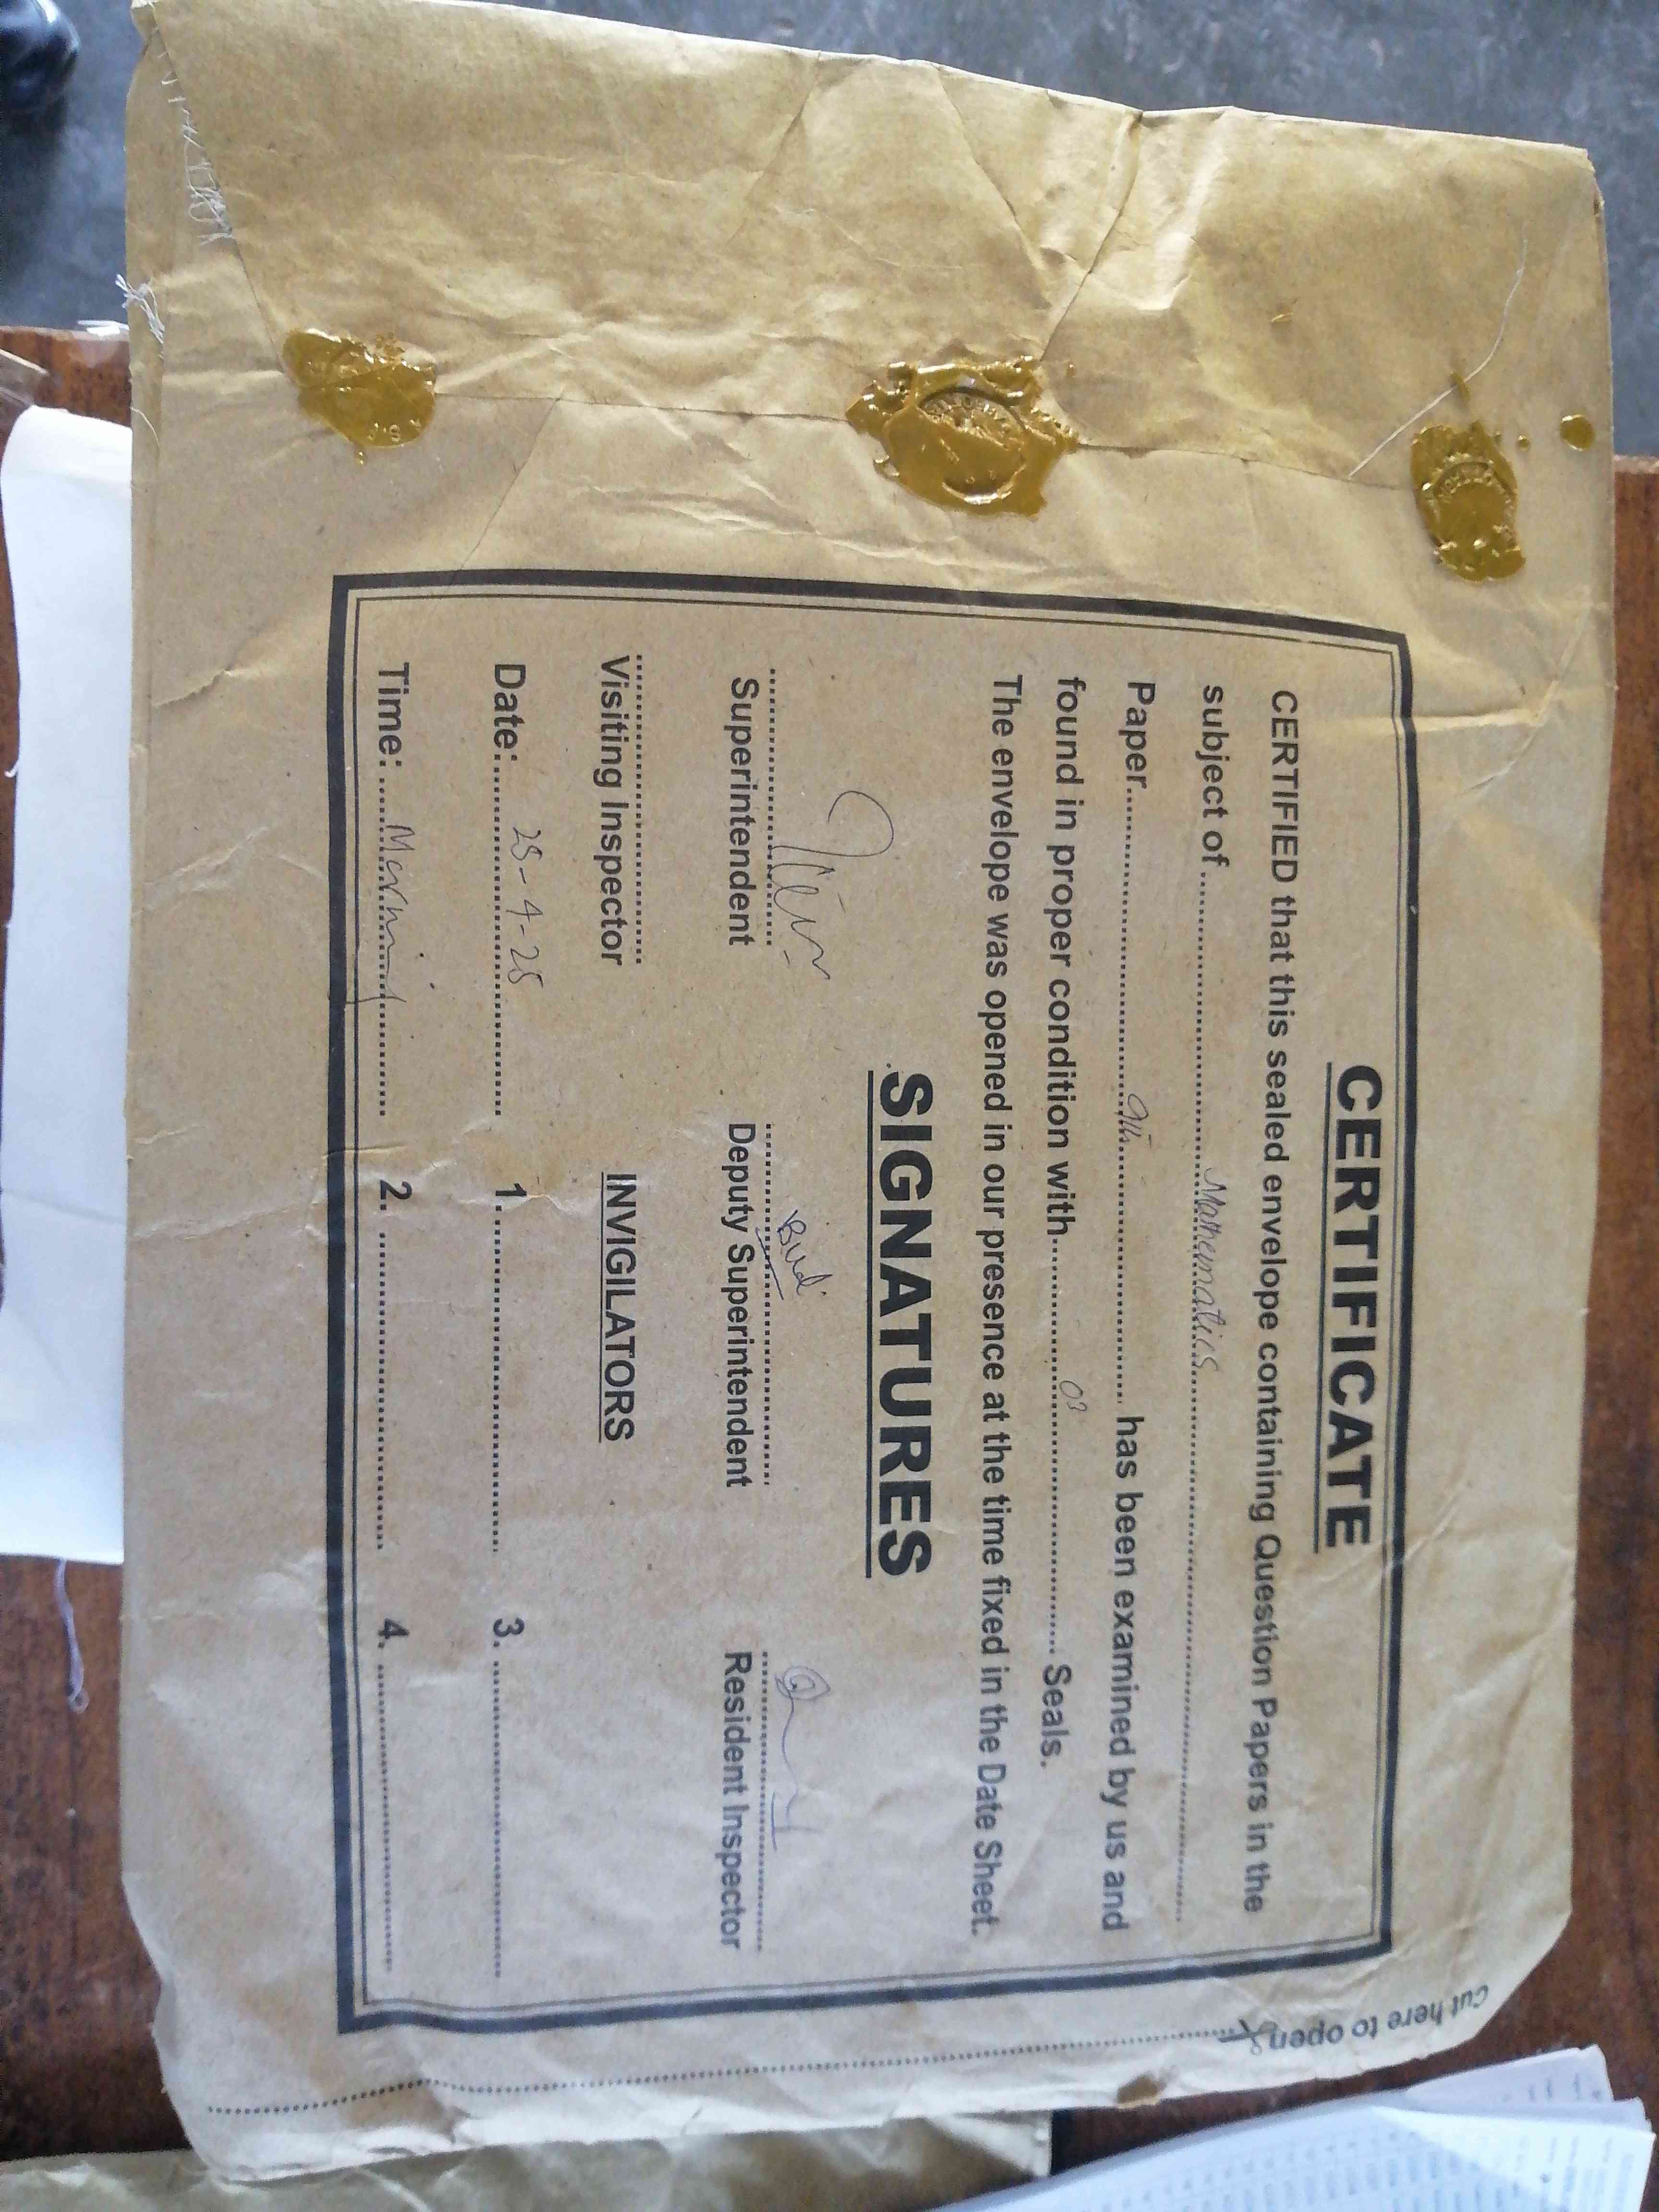 CERTIFICATE
CERTIFIED that this sealed envelope containing Question Papers in the
subject of Mathematics
Paper 9th has been examined by us and
found in proper condition with 03 Seals.
The envelope was opened in our presence at the time fixed in the Date Sheet.
SIGNATURES
Superintendent Deputy Superintendent Resident Inspector
Visiting Inspector INVIGILATORS
Date: 25-4-25 1. 3.
Time: Morning 2. 4.
cut here to open